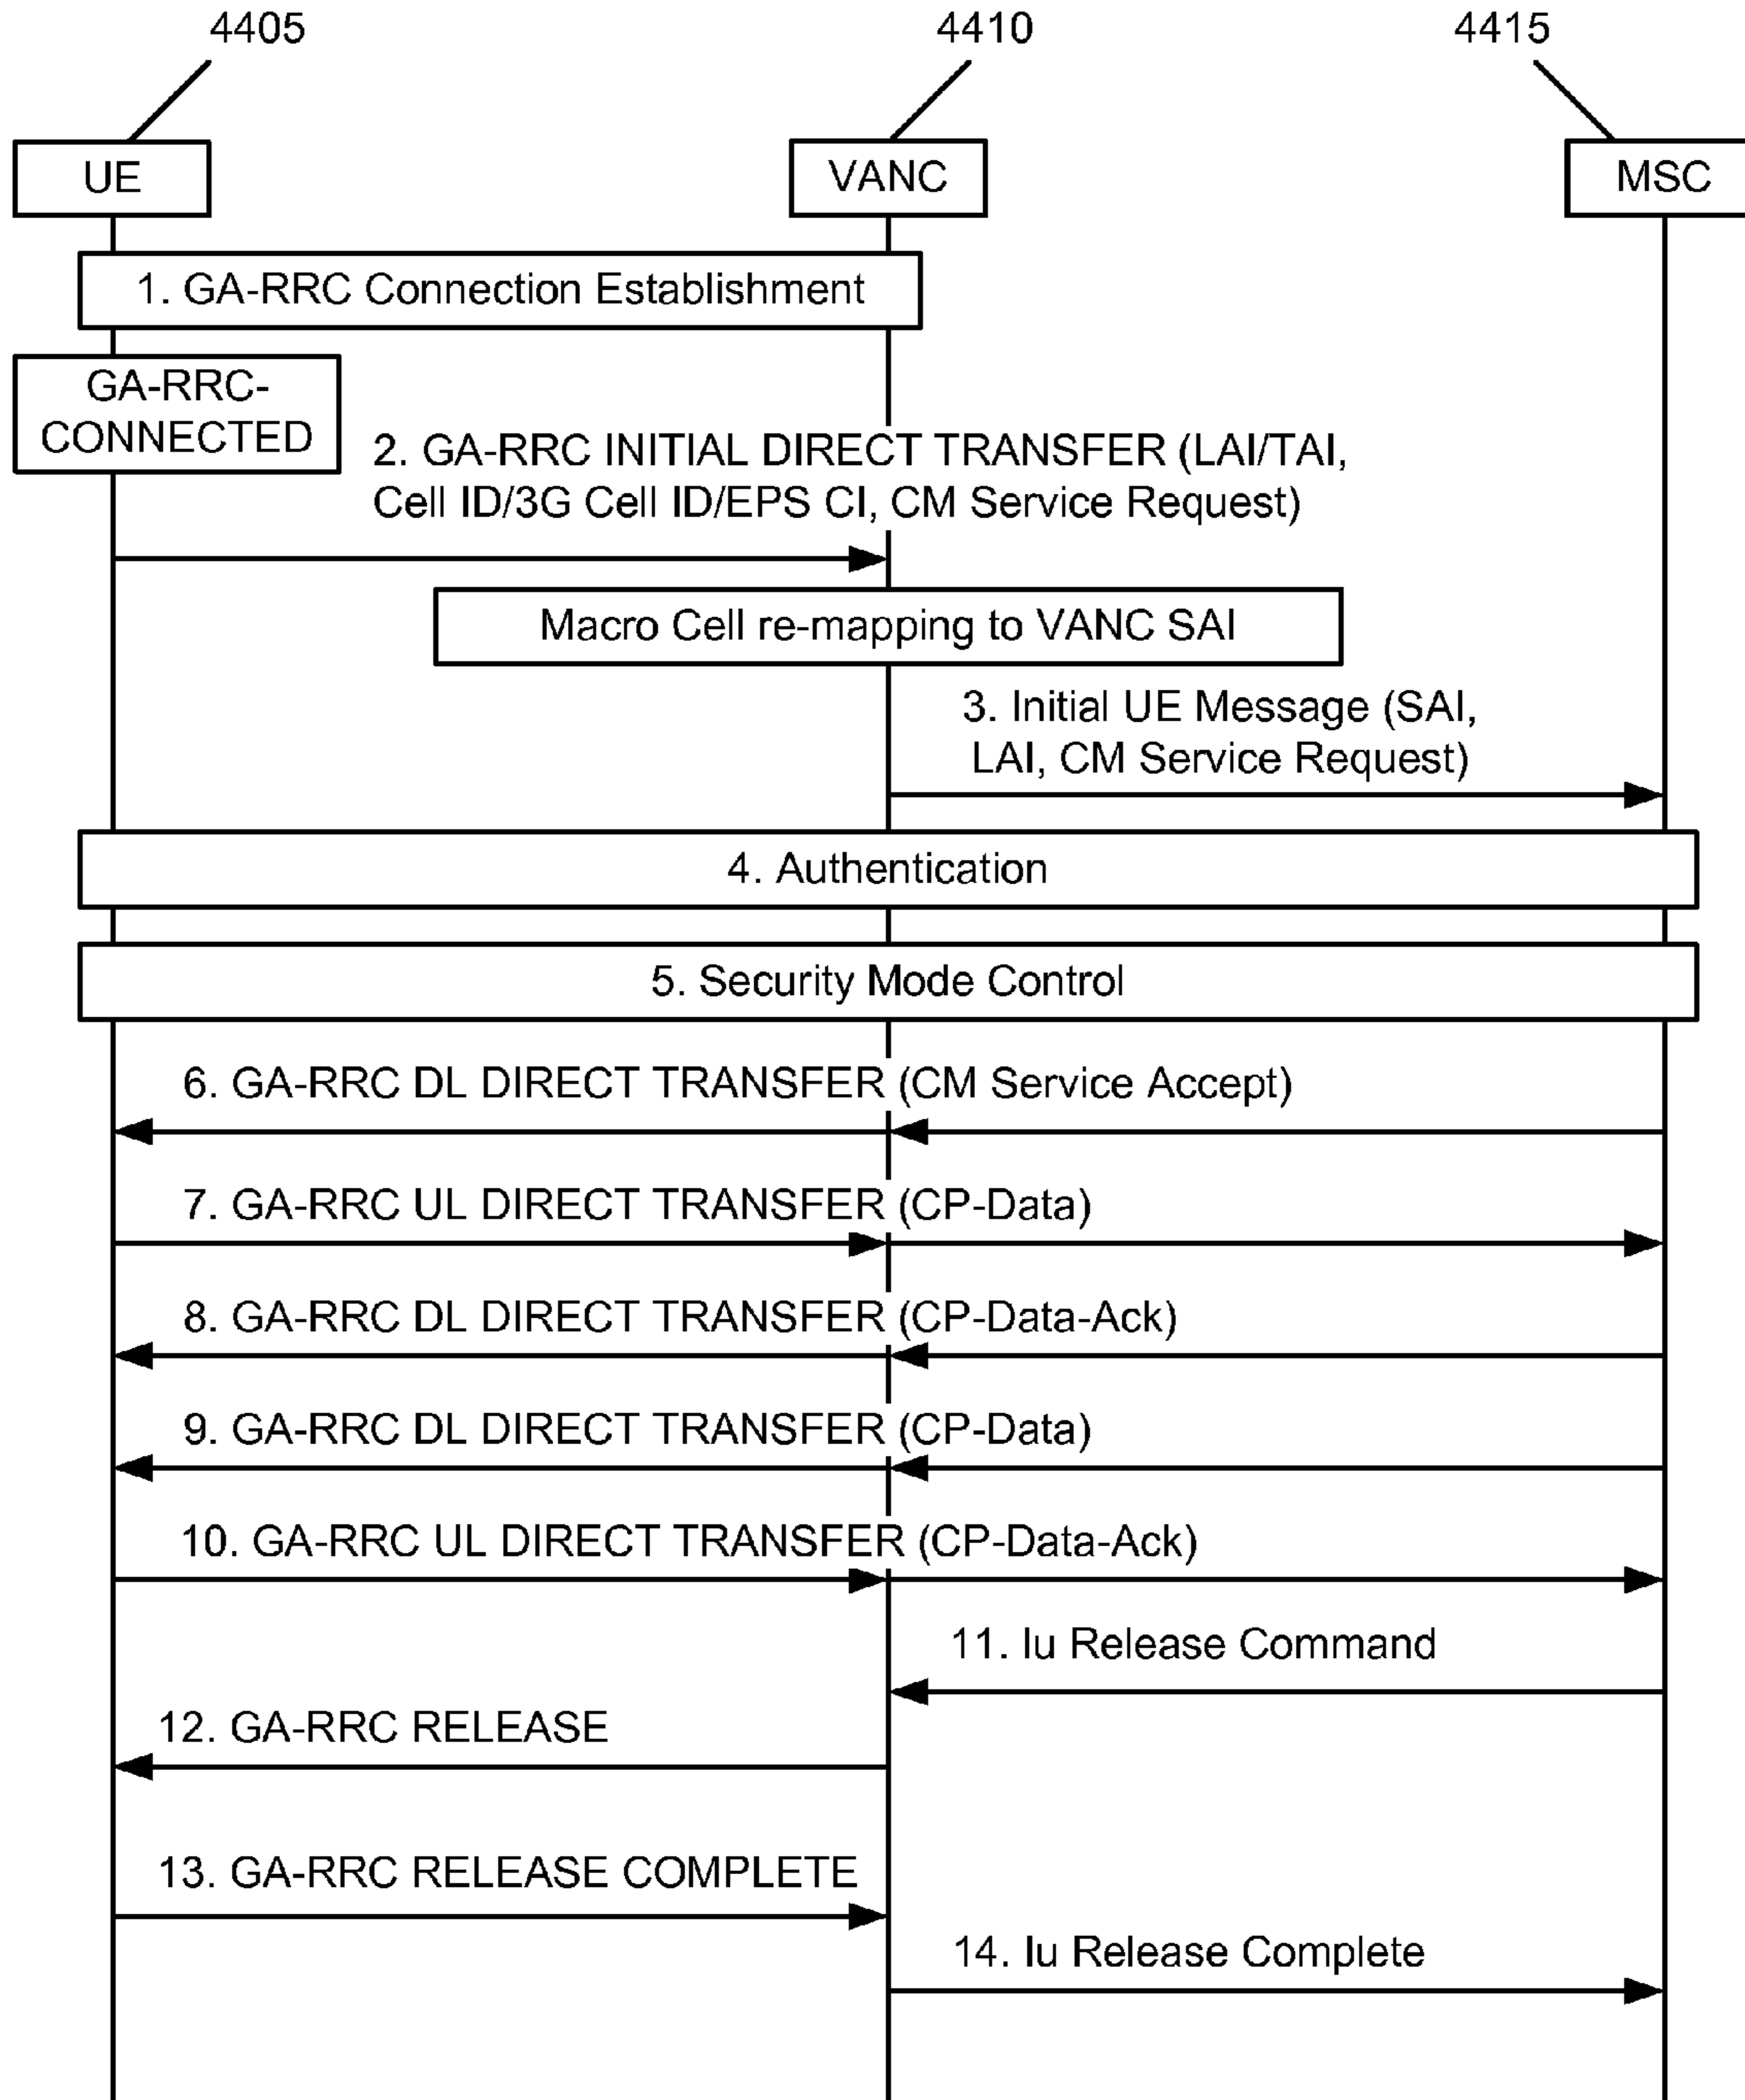 4405
4410
4415
UE
VANC
MSC
1. GA-RRC Connection Establishment
GA-RRC-
CONNECTED
2. GA-RRC INITIAL DIRECT TRANSFER (LAI/TAI,
Cell ID/3G Cell ID/EPS CI, CM Service Request)
Macro Cell re-mapping to VANC SAI
3. Initial UE Message (SAI,
LAI, CM Service Request)
4. Authentication
5. Security Mode Control
6. GA-RRC DL DIRECT TRANSFER (CM Service Accept)
7. GA-RRC UL DIRECT TRANSFER (CP-Data)
8. GA-RRC DL DIRECT TRANSFER (CP-Data-Ack)
9. GA-RRC DL DIRECT TRANSFER (CP-Data)
10. GA-RRC UL DIRECT TRANSFER (CP-Data-Ack)
11. Iu Release Command
12. GA-RRC RELEASE
13. GA-RRC RELEASE COMPLETE
14. Iu Release Complete